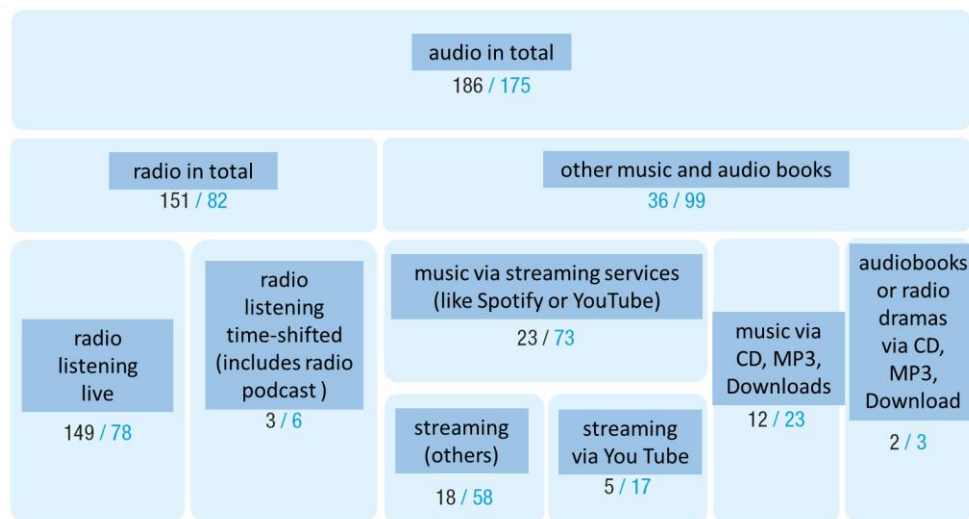 audio in total
186 / 175
radio in total
151 / 82
other music and audio books
36 / 99
radio
listening
live
149 / 78
radio
listening
time-shifted
(includes radio
podcast )
3 / 6
music via streaming services
(like Spotify or YouTube)
23 / 73
streaming
(others)
18 / 58
streaming
via You Tube
5 / 17
music via
CD, MP3,
Downloads
12 / 23
audiobooks
or radio
dramas
via CD,
MP3,
Download
2 / 3